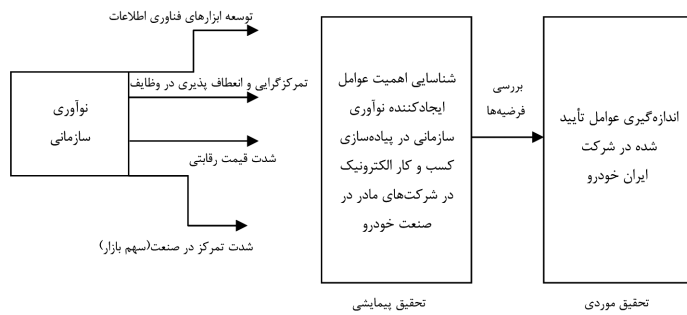 توسعه ابزارهای فناوری اطلاعات
تمرکزگرایی و انعطاف پذیری در وظایف
نوآوری
سازمانی
شدت قیمت رقابتی
شدت تمرکز در صنعت(سهم بازار)
شناسایی اهمیت عوامل
ایجادکننده نوآوری
سازمانی در پیاده‌سازی
کسب و کار الکترونیک
در شرکت‌های مادر در
صنعت خودرو
تحقیق پیمایشی
بررسی
فرضیه‌ها
اندازه‌گیری عوامل تأیید
شده در شرکت
ایران خودرو
تحقیق موردی